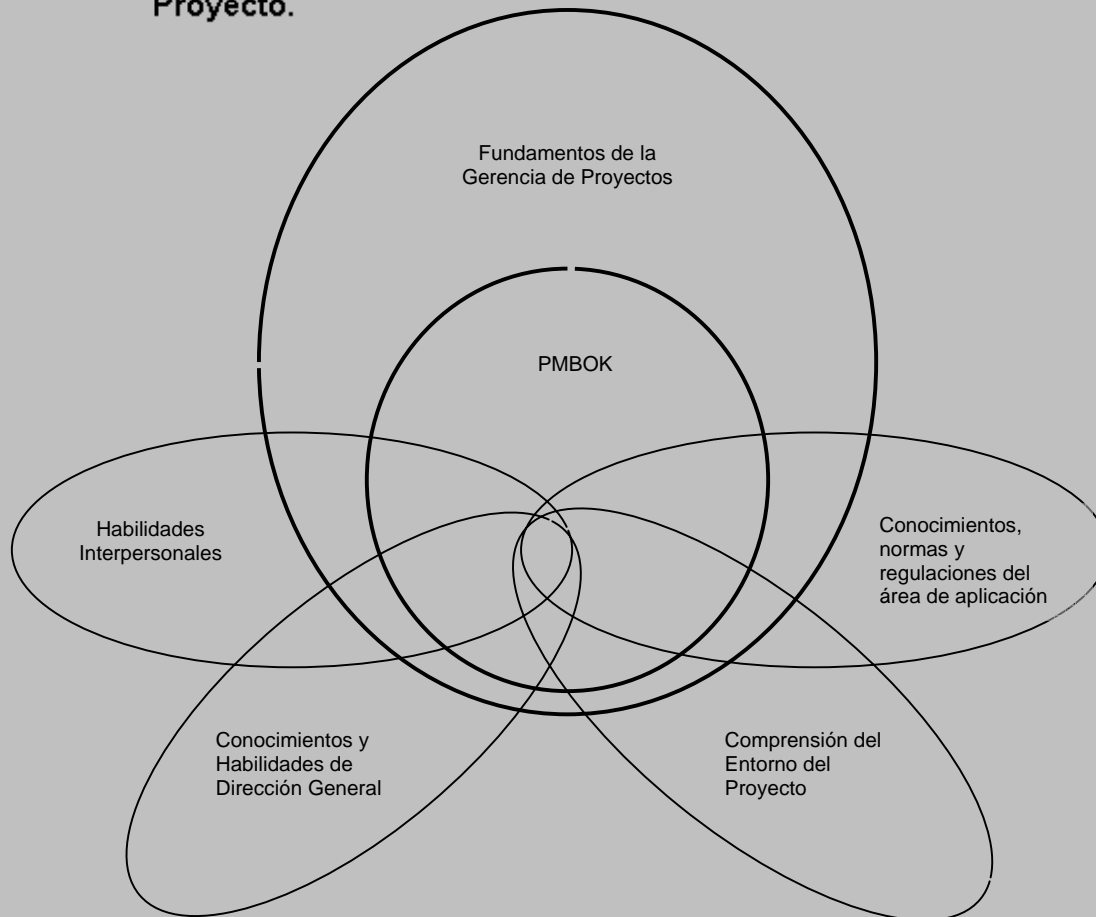 Proyecto.
Fundamentos de la
Gerencia de Proyectos
PMBOK
Habilidades
Interpersonales
Conocimientos,
normas y
regulaciones del
área de aplicación
Conocimientos y
Habilidades de
Dirección General
Comprensión del
Entorno del
Proyecto